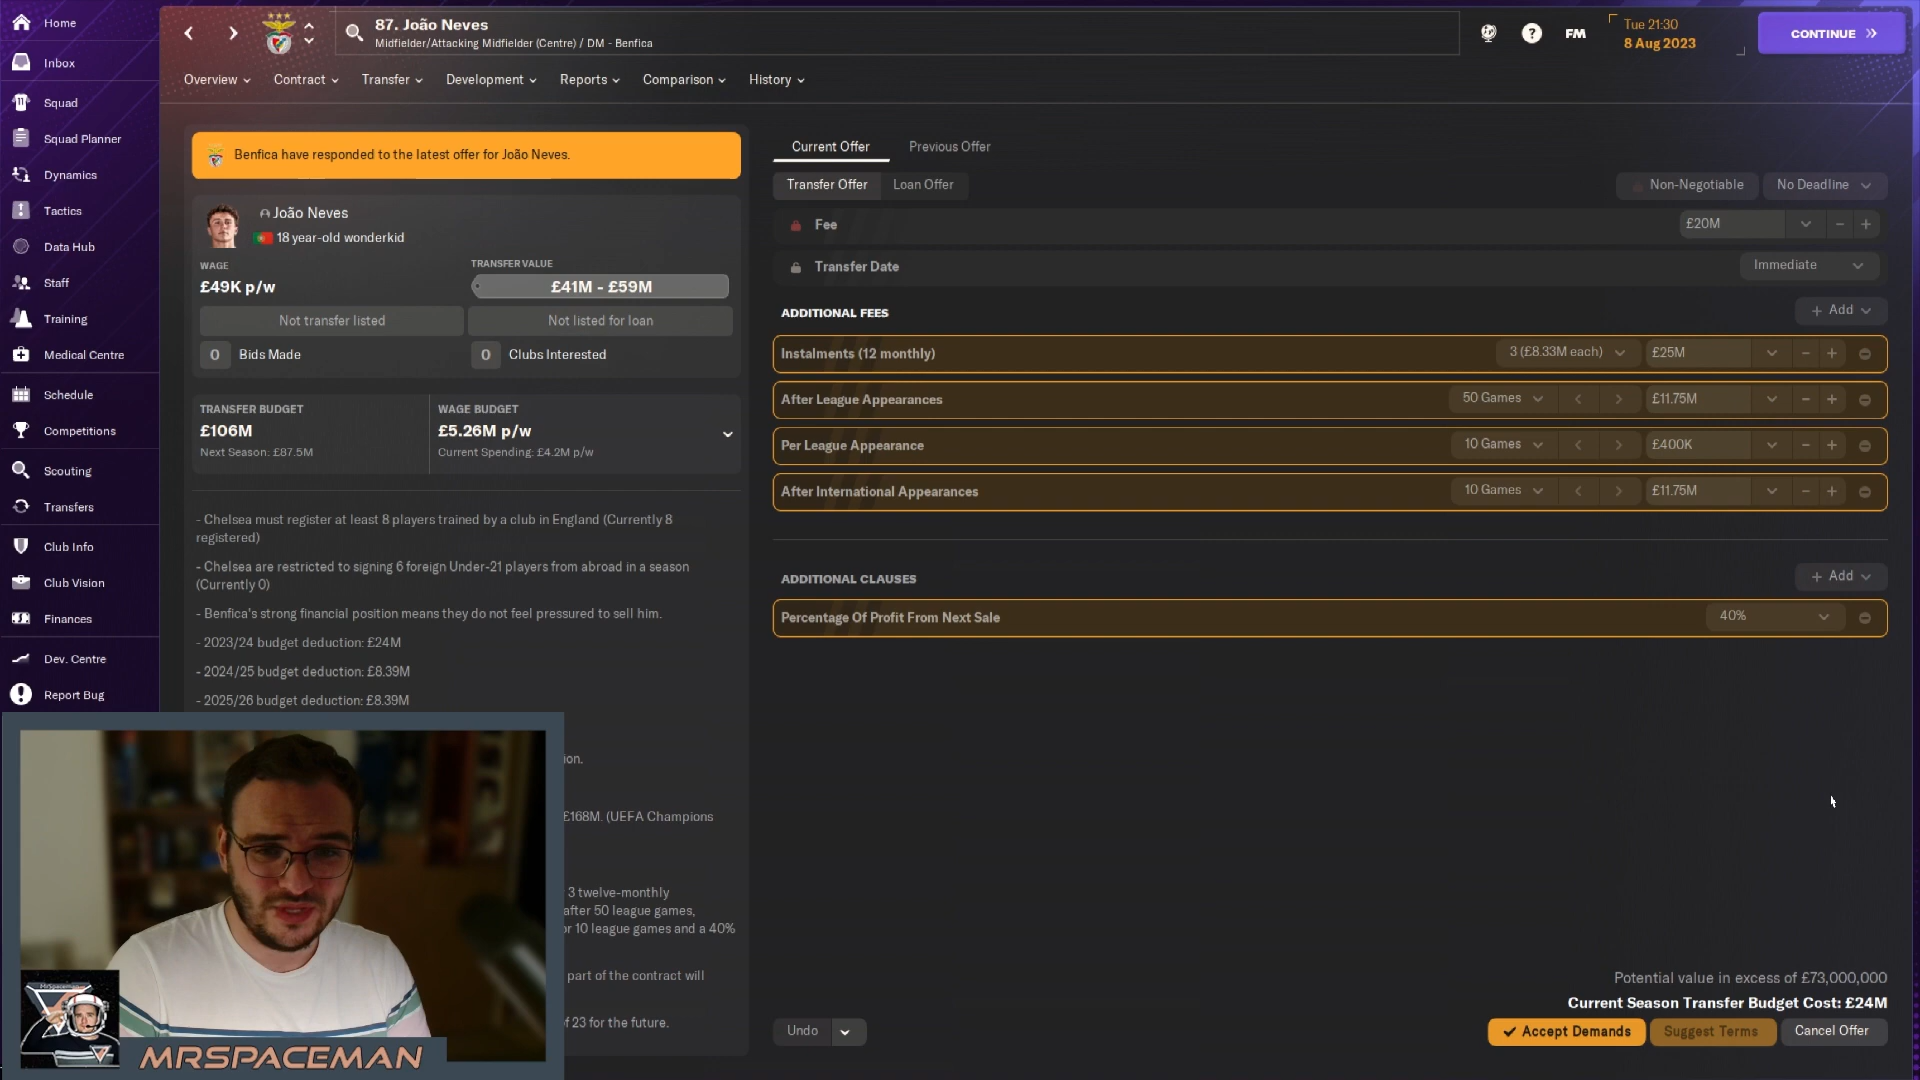 Home
Inbox
Squad
Squad Planner
Dynamics
Tactics
Data Hub
Staff
Training
Medical Centre
Schedule
Competitions
Scouting
Transfers
Club Info
Club Vision
Finances
Dev. Centre
Report Bug
87. João Neves
Midfielder/Attacking Midfielder (Centre) / DM - Benfica
FM
Tue 21:30
8 Aug 2023
CONTINUE
Overview
Contract
Transfer
Development
Reports
Comparison
History
Benfica have responded to the latest offer for João Neves.
João Neves
18 year-old wonderkid
WAGE
£49K p/w
TRANSFER VALUE
£41M - £59M
Not transfer listed
Not listed for loan
0 Bids Made
0 Clubs Interested
TRANSFER BUDGET
£106M
Next Season: £87.5M
WAGE BUDGET
£5.26M p/w
Current Spending: £4.2M p/w
- Chelsea must register at least 8 players trained by a club in England (Currently 8
registered)
- Chelsea are restricted to signing 6 foreign Under-21 players from abroad in a season
(Currently 0)
- Benfica's strong financial position means they do not feel pressured to sell him.
- 2023/24 budget deduction: £24M
- 2024/25 budget deduction: £8.39M
- 2025/26 budget deduction: £8.39M
ion.
£168M. (UEFA Champions
3 twelve-monthly
after 50 league games,
or 10 league games and a 40%
part of the contract will
of 23 for the future.
Current Offer
Previous Offer
Transfer Offer
Loan Offer
Non-Negotiable
No Deadline
Fee
£20M
Transfer Date
Immediate
ADDITIONAL FEES
+ Add
Instalments (12 monthly)
3 (£8.33M each)
£25M
After League Appearances
50 Games
£11.75M
Per League Appearance
10 Games
£400K
After International Appearances
10 Games
£11.75M
ADDITIONAL CLAUSES
+ Add
Percentage Of Profit From Next Sale
40%
Potential value in excess of £73,000,000
Current Season Transfer Budget Cost: £24M
Undo
Accept Demands
Suggest Terms
Cancel Offer
MrSpaceman
MRSPACEMAN